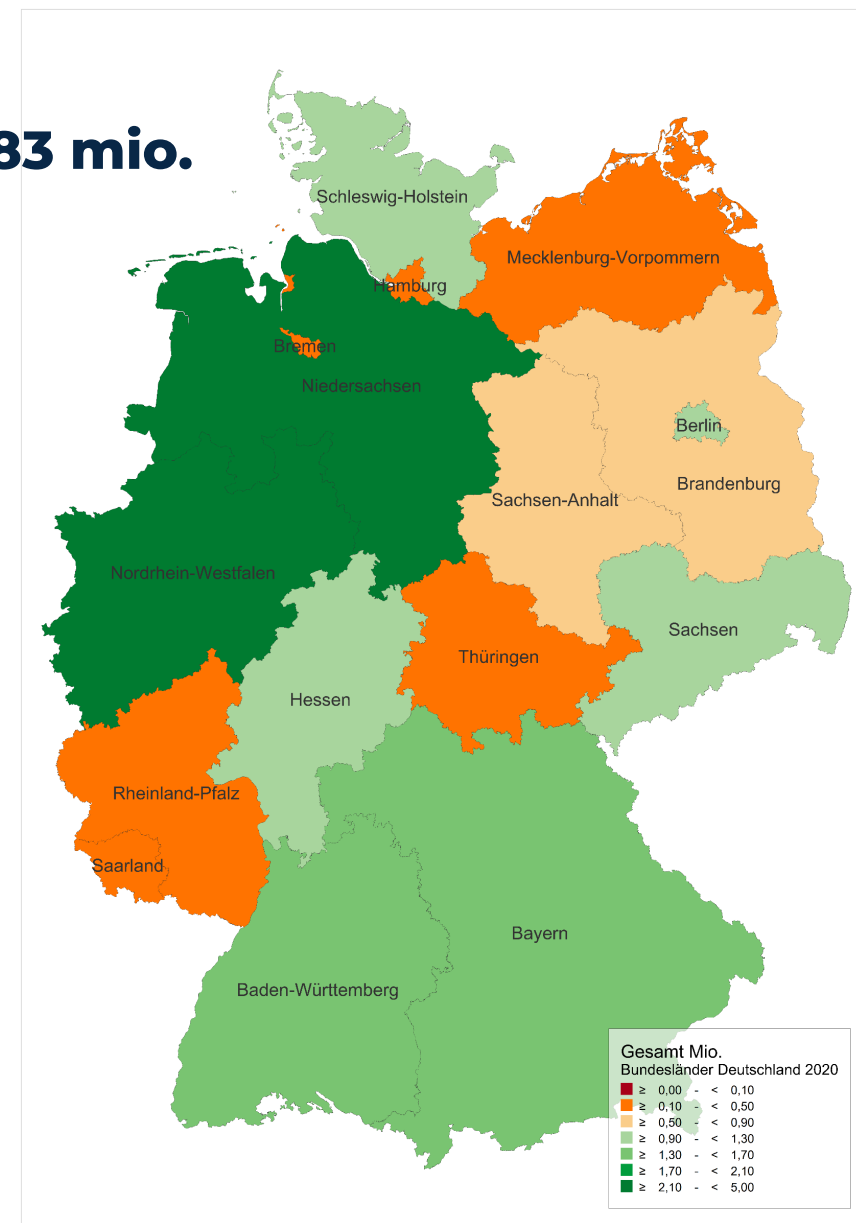 83 mio.
Schleswig-Holstein
Mecklenburg-Vorpommern
Hamburg
Bremen
Niedersachsen
Berlin
Brandenburg
Sachsen-Anhalt
Nordrhein-Westfalen
Sachsen
Thüringen
Hessen
Rheinland-Pfalz
Saarland
Bayern
Baden-Württemberg
Gesamt Mio.
Bundesländer Deutschland 2020
≥ 0,00 - < 0,10
≥ 0,10 - < 0,50
≥ 0,50 - < 0,90
≥ 0,90 - < 1,30
≥ 1,30 - < 1,70
≥ 1,70 - < 2,10
≥ 2,10 - < 5,00